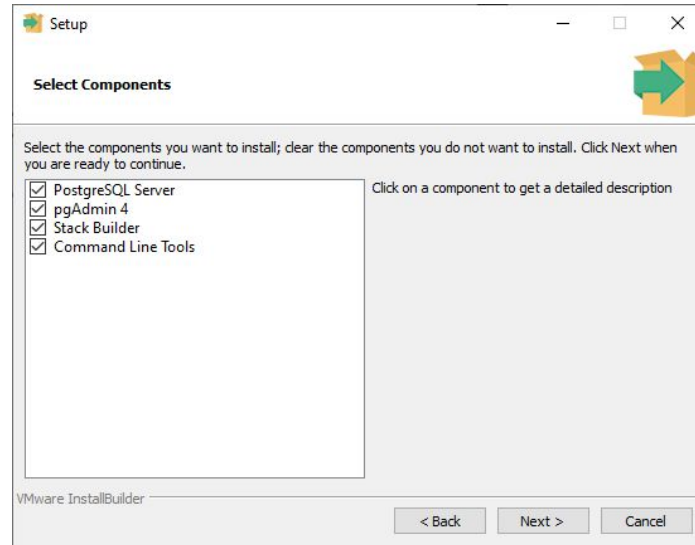 Setup
Select Components
Select the components you want to install; clear the components you do not want to install. Click Next when
you are ready to continue.
PostgreSQL Server
pgAdmin 4
Stack Builder
Command Line Tools
Click on a component to get a detailed description
VMware InstallBuilder
< Back
Next >
Cancel